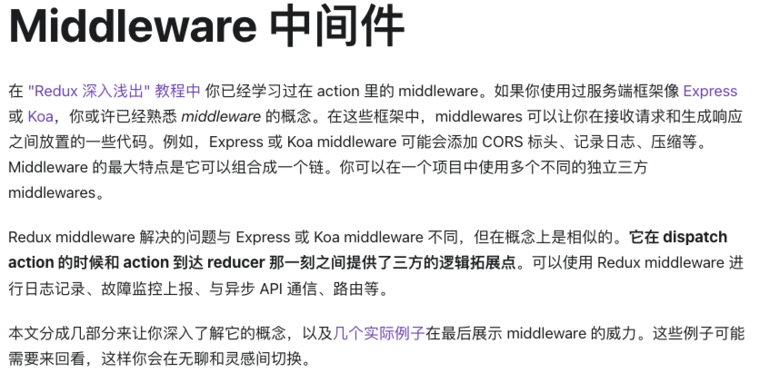 Middleware 中间件
在 "Redux 深入浅出" 教程中 你已经学习过在 action 里的 middleware。如果你使用过服务端框架像 Express
或 Koa，你或许已经熟悉 middleware 的概念。在这些框架中，middlewares 可以让你在接收请求和生成响应
之间放置的一些代码。例如，Express 或 Koa middleware 可能会添加 CORS 标头、记录日志、压缩等。
Middleware 的最大特点是它可以组合成一个链。你可以在一个项目中使用多个不同的独立三方
middlewares。
Redux middleware 解决的问题与 Express 或 Koa middleware 不同，但在概念上是相似的。它在 dispatch
action 的时候和 action 到达 reducer 那一刻之间提供了三方的逻辑拓展点。可以使用 Redux middleware 进
行日志记录、故障监控上报、与异步 API 通信、路由等。
本文分成几部分来让你深入了解它的概念，以及几个实际例子在最后展示 middleware 的威力。这些例子可能
需要来回看，这样你会在无聊和灵感间切换。